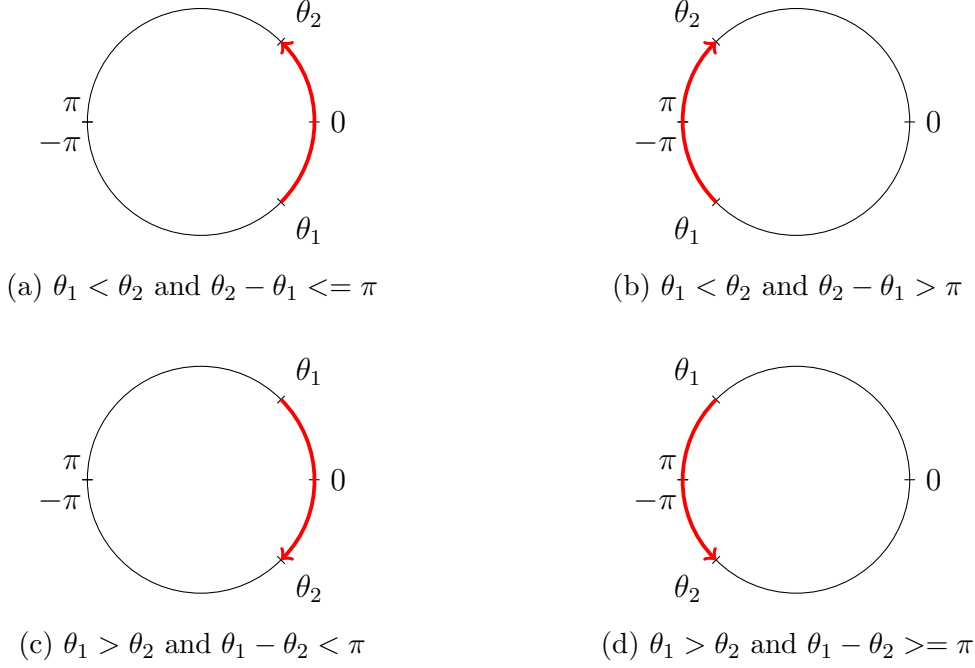 θ₂ θ₂
π 0 π 0
−π −π
θ₁ θ₁
(a) θ₁ < θ₂ and θ₂ − θ₁ <= π
(b) θ₁ < θ₂ and θ₂ − θ₁ > π
θ₁ θ₁
π 0 π 0
−π −π
θ₂ θ₂
(c) θ₁ > θ₂ and θ₁ − θ₂ < π
(d) θ₁ > θ₂ and θ₁ − θ₂ >= π